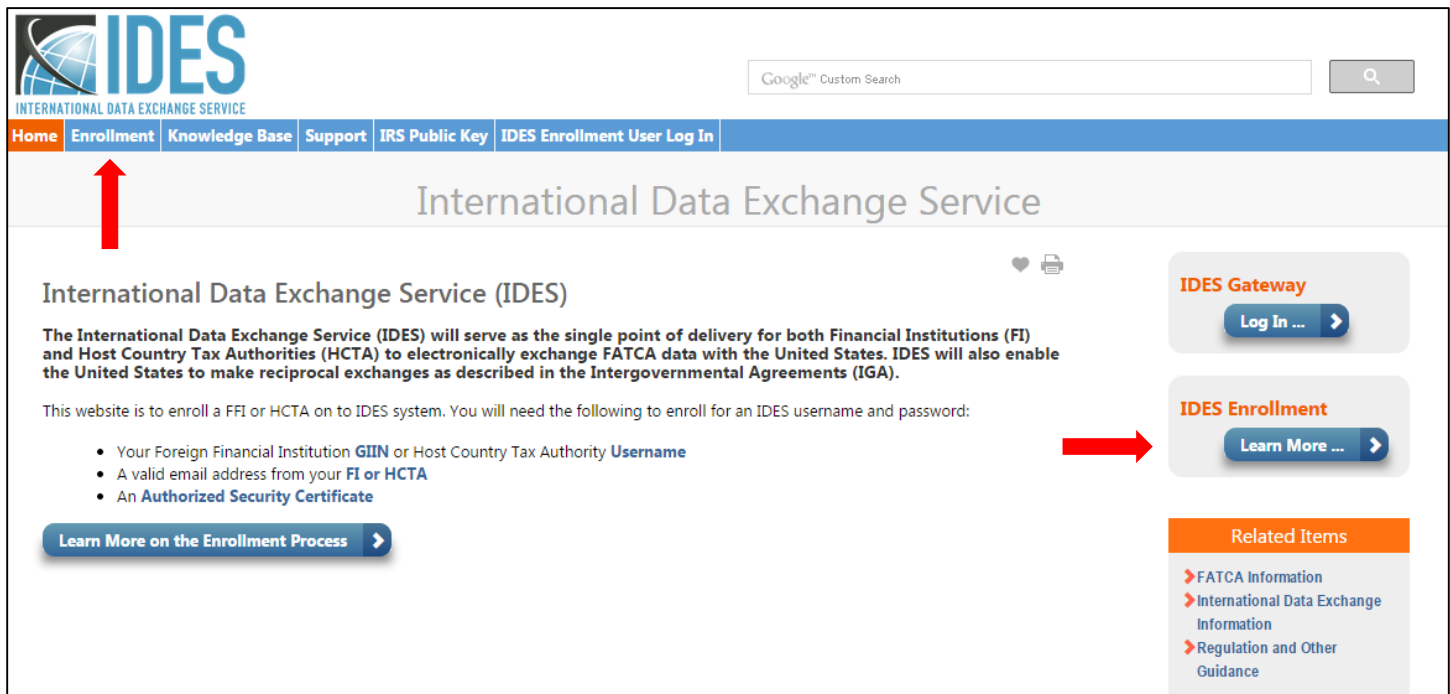 IDES
INTERNATIONAL DATA EXCHANGE SERVICE
Google™ Custom Search
Home Enrollment Knowledge Base Support IRS Public Key IDES Enrollment User Log In
International Data Exchange Service
International Data Exchange Service (IDES)
The International Data Exchange Service (IDES) will serve as the single point of delivery for both Financial Institutions (FI)
and Host Country Tax Authorities (HCTA) to electronically exchange FATCA data with the United States. IDES will also enable
the United States to make reciprocal exchanges as described in the Intergovernmental Agreements (IGA).
This website is to enroll a FFI or HCTA on to IDES system. You will need the following to enroll for an IDES username and password:
• Your Foreign Financial Institution GIIN or Host Country Tax Authority Username
• A valid email address from your FI or HCTA
• An Authorized Security Certificate
Learn More on the Enrollment Process
IDES Gateway
Log In ...
IDES Enrollment
Learn More ...
Related Items
FATCA Information
International Data Exchange
Information
Regulation and Other
Guidance